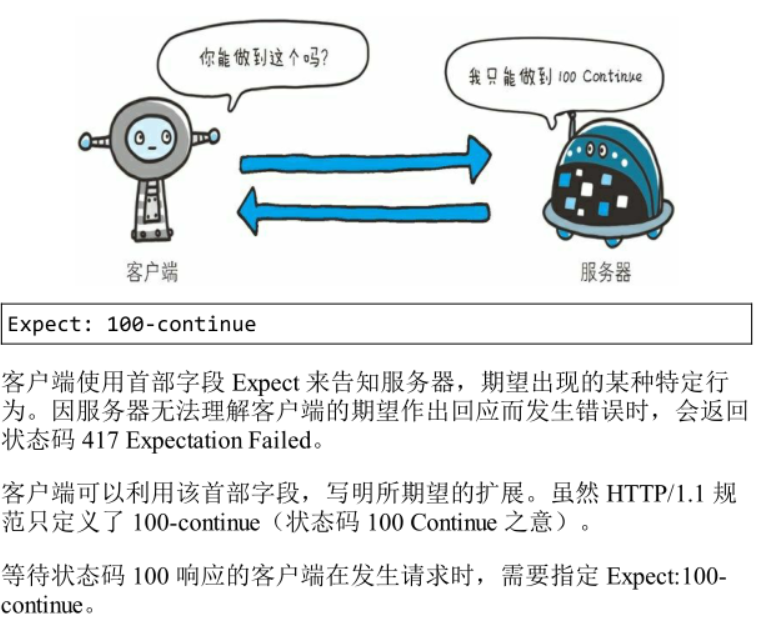 你能做到这个吗?
我只能做到 100 Continue
客户端
服务器
Expect: 100-continue
客户端使用首部字段 Expect 来告知服务器，期望出现的某种特定行
为。因服务器无法理解客户端的期望作出回应而发生错误时，会返回
状态码 417 Expectation Failed。
客户端可以利用该首部字段，写明所期望的扩展。虽然 HTTP/1.1 规
范只定义了 100-continue（状态码 100 Continue 之意）。
等待状态码 100 响应的客户端在发生请求时，需要指定 Expect:100-
continue。